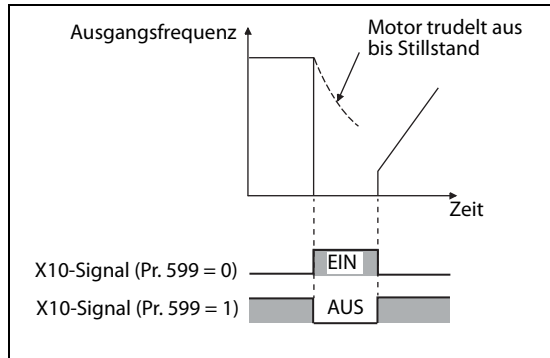 Ausgangsfrequenz
Motor trudelt aus
bis Stillstand
Zeit
EIN
X10-Signal (Pr. 599 = 0)
X10-Signal (Pr. 599 = 1)
AUS